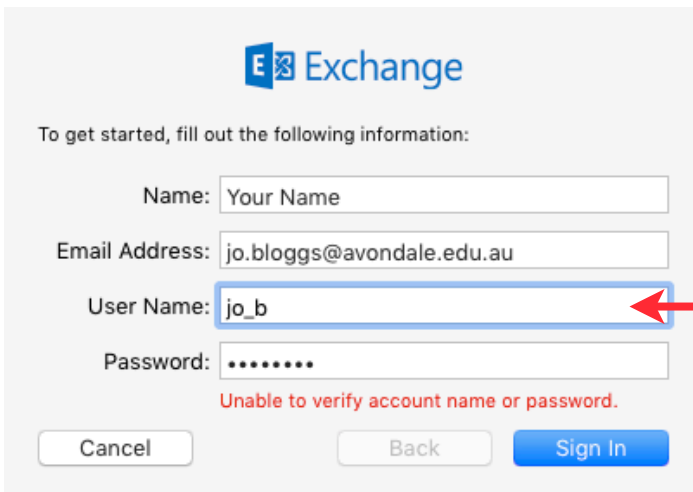 E Exchange
To get started, fill out the following information:
Name: Your Name
Email Address: jo.bloggs@avondale.edu.au
User Name: jo_b
Password: ••••••••
Unable to verify account name or password.
Cancel Back Sign In